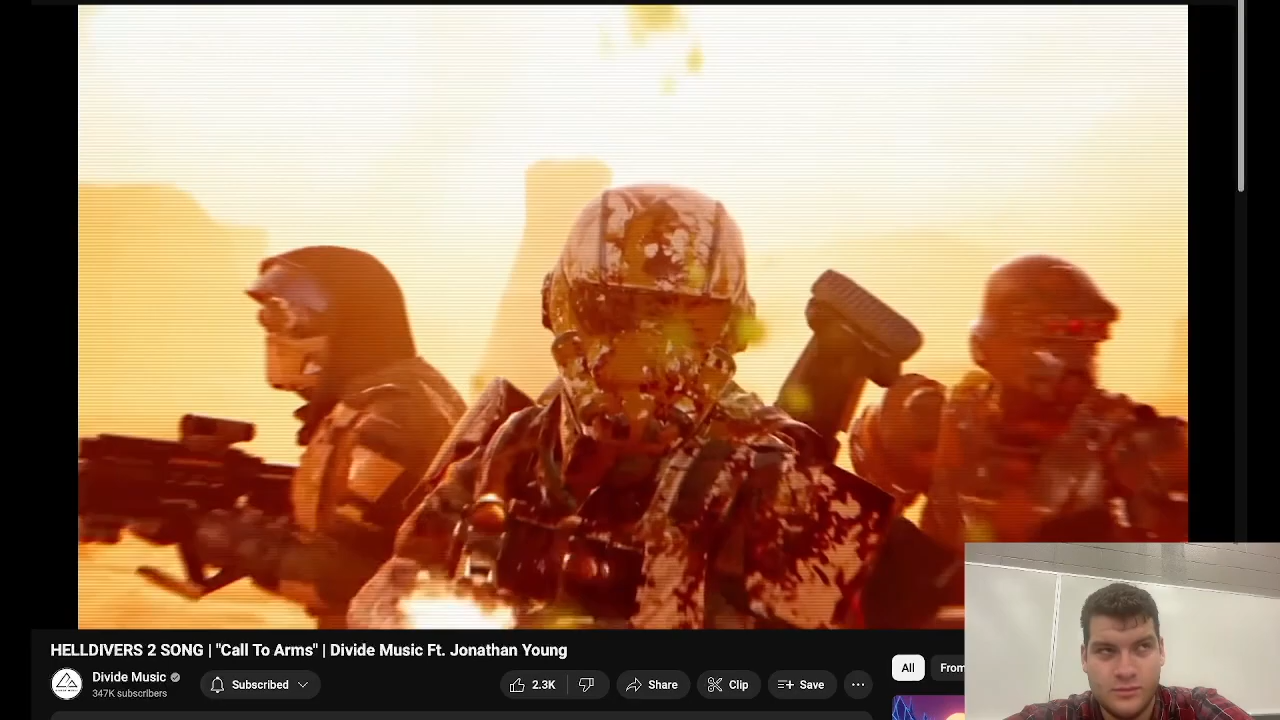 HELLDIVERS 2 SONG | "Call To Arms" | Divide Music Ft. Jonathan Young
Divide Music
347K subscribers
Subscribed
2.3K
Share
Clip
Save
All
From